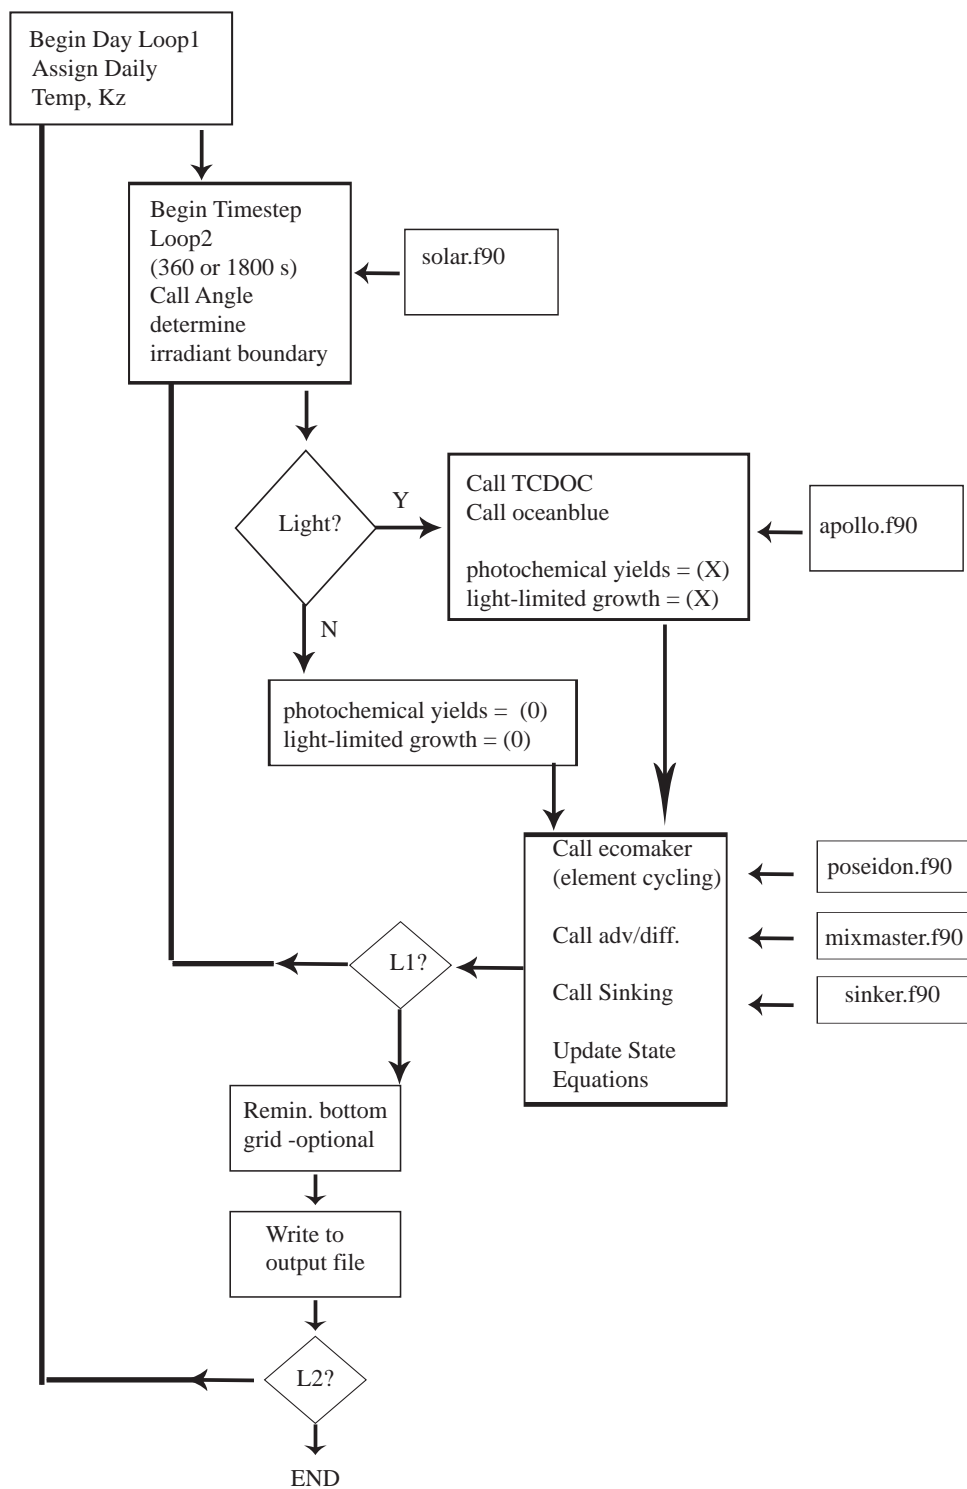 Begin Day Loop1
Assign Daily
Temp, Kz
Begin Timestep
Loop2
(360 or 1800 s)
Call Angle
determine
irradiant boundary
solar.f90
Light?
Y
Call TCDOC
Call oceanblue
photochemical yields = (X)
light-limited growth = (X)
apollo.f90
N
photochemical yields =  (0)
light-limited growth = (0)
Call ecomaker
(element cycling)
Call adv/diff.
Call Sinking
Update State
Equations
poseidon.f90
mixmaster.f90
sinker.f90
L1?
Remin. bottom
grid -optional
Write to
output file
L2?
END